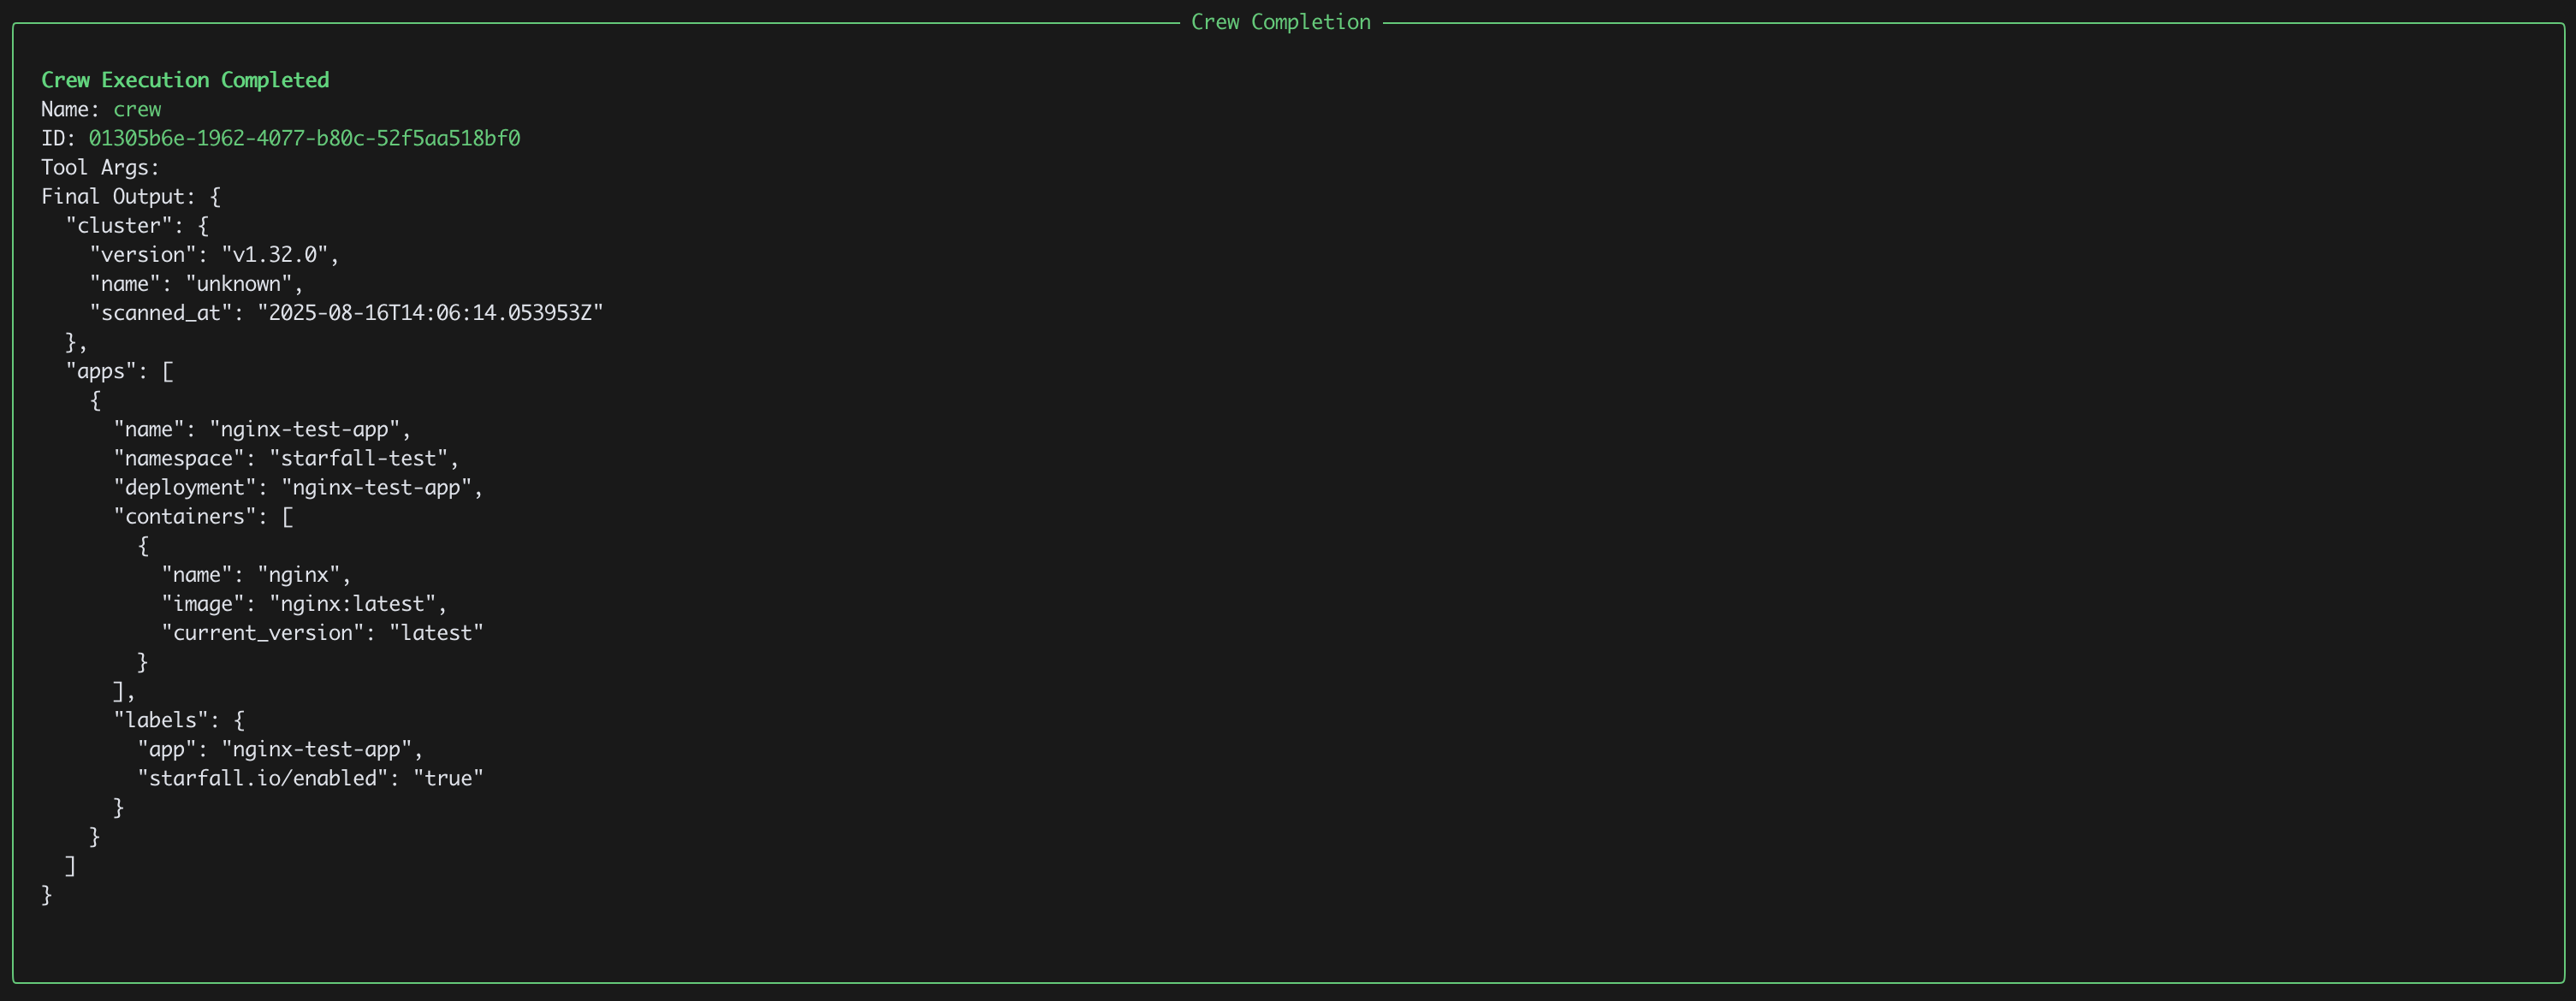 Crew Completion
Crew Execution Completed
Name: crew
ID: 01305b6e-1962-4077-b80c-52f5aa518bf0
Tool Args:
Final Output: {
  "cluster": {
    "version": "v1.32.0",
    "name": "unknown",
    "scanned_at": "2025-08-16T14:06:14.053953Z"
  },
  "apps": [
    {
      "name": "nginx-test-app",
      "namespace": "starfall-test",
      "deployment": "nginx-test-app",
      "containers": [
        {
          "name": "nginx",
          "image": "nginx:latest",
          "current_version": "latest"
        }
      ],
      "labels": {
        "app": "nginx-test-app",
        "starfall.io/enabled": "true"
      }
    }
  ]
}